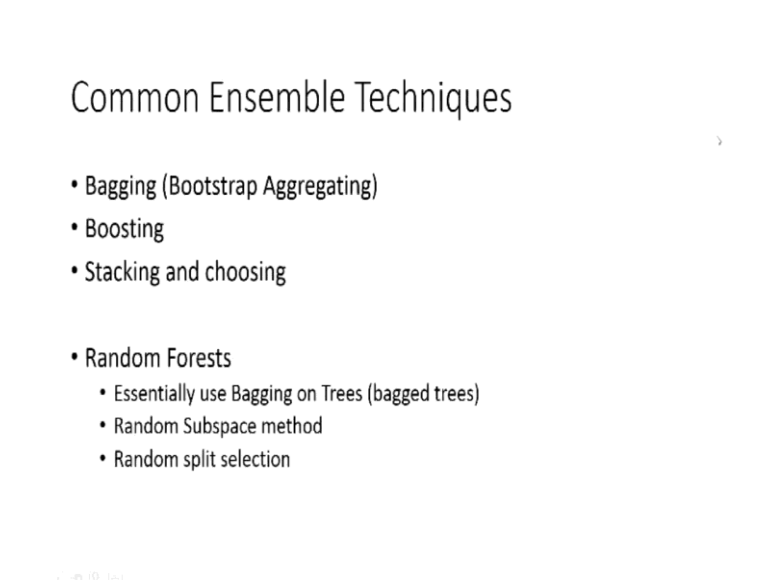 Common Ensemble Techniques
• Bagging (Bootstrap Aggregating)
• Boosting
• Stacking and choosing
• Random Forests
• Essentially use Bagging on Trees (bagged trees)
• Random Subspace method
• Random split selection